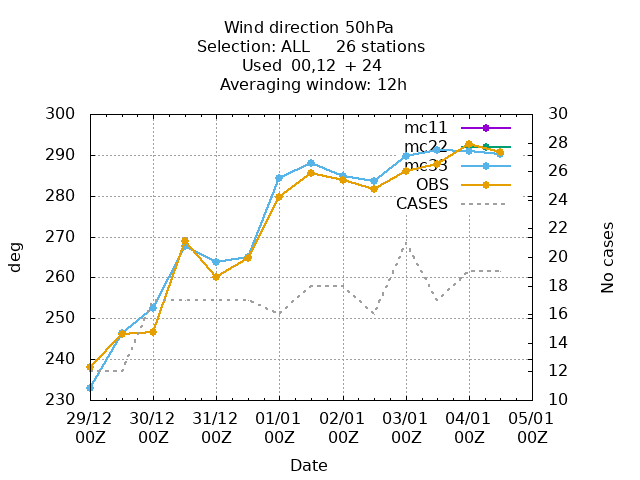 Wind direction 50hPa
Selection: ALL 26 stations
Used 00,12 + 24
Averaging window: 12h
300
290
280
270
260
250
240
230
deg
30
28
26
24
22
20
18
16
14
12
10
No cases
mc11
mc22
mc33
OBS
CASES
29/12 30/12 31/12 01/01 02/01 03/01 04/01 05/01
00Z 00Z 00Z 00Z 00Z 00Z 00Z 00Z
Date